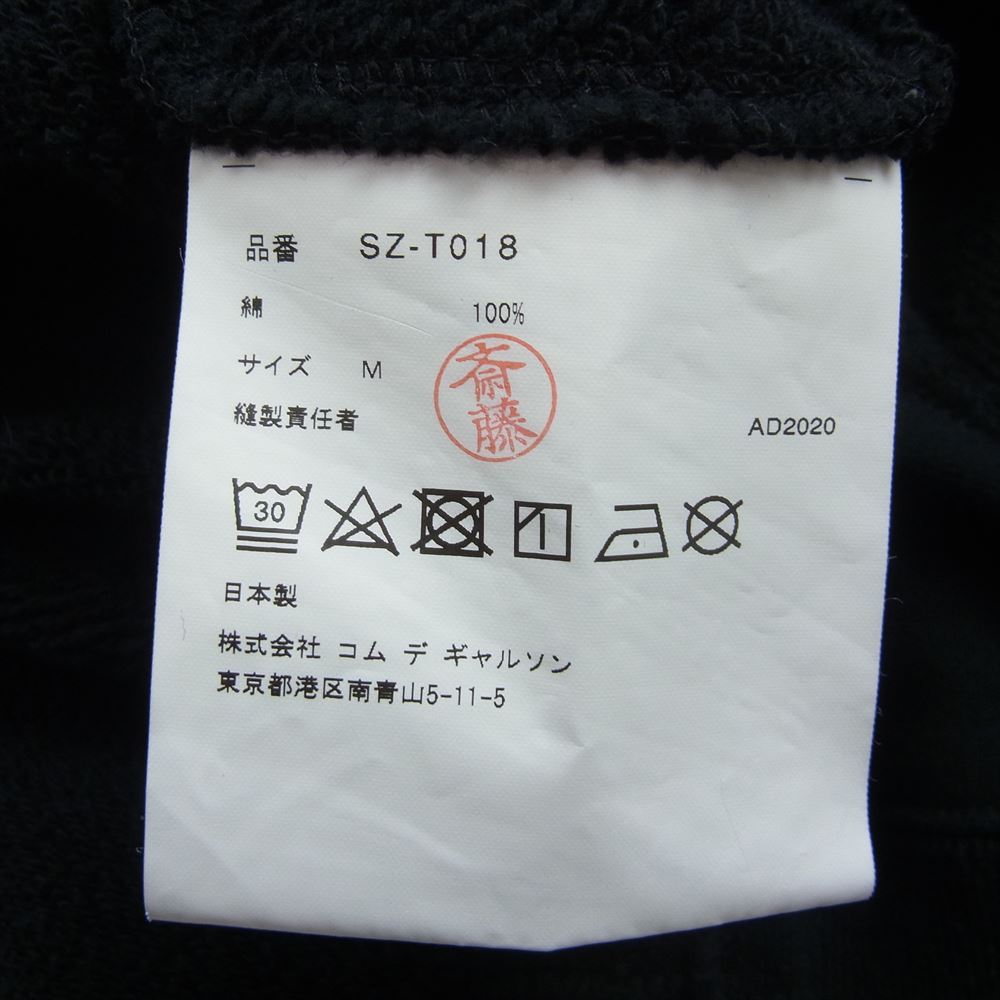 品番 SZ-T018
綿 100%
サイズ M
斎藤
縫製責任者 AD2020
30
日本製
株式会社 コム デ ギャルソン
東京都港区南青山5-11-5